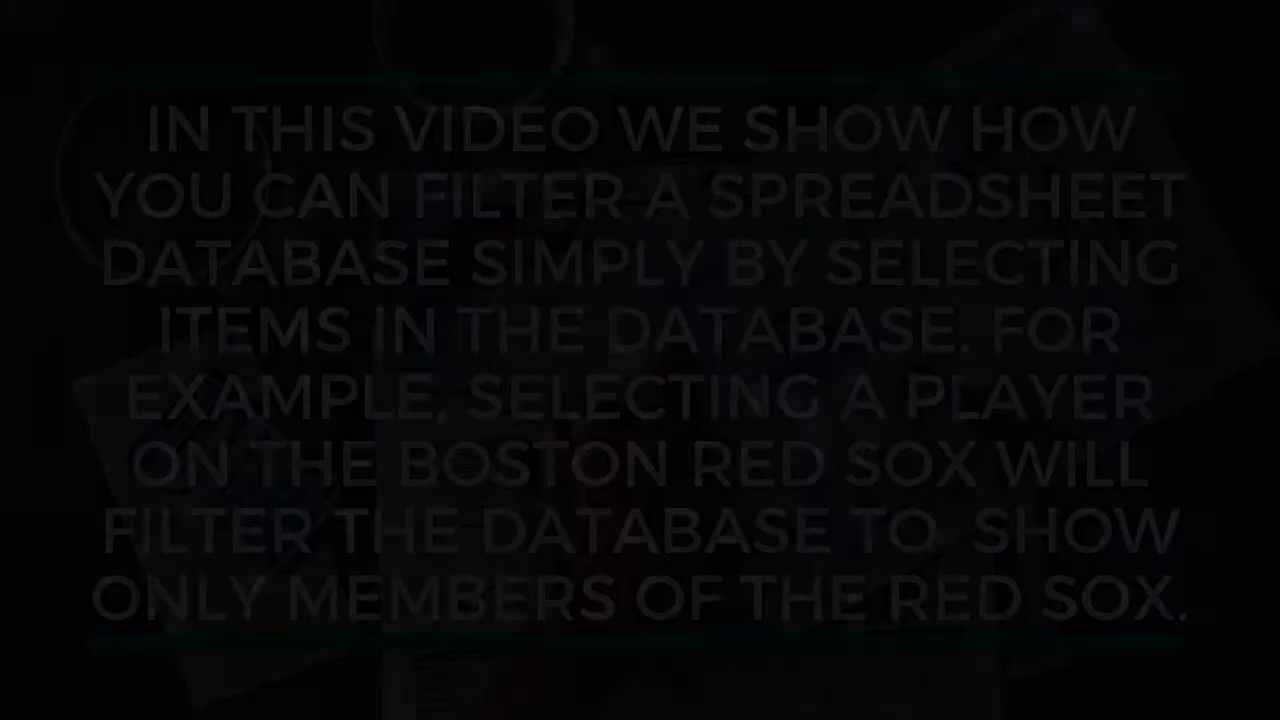 IN THIS VIDEO WE SHOW HOW
YOU CAN FILTER A SPREADSHEET
DATABASE SIMPLY BY SELECTING
ITEMS IN THE DATABASE. FOR
EXAMPLE, SELECTING A PLAYER
ON THE BOSTON RED SOX WILL
FILTER THE DATABASE TO  SHOW
ONLY MEMBERS OF THE RED SOX.